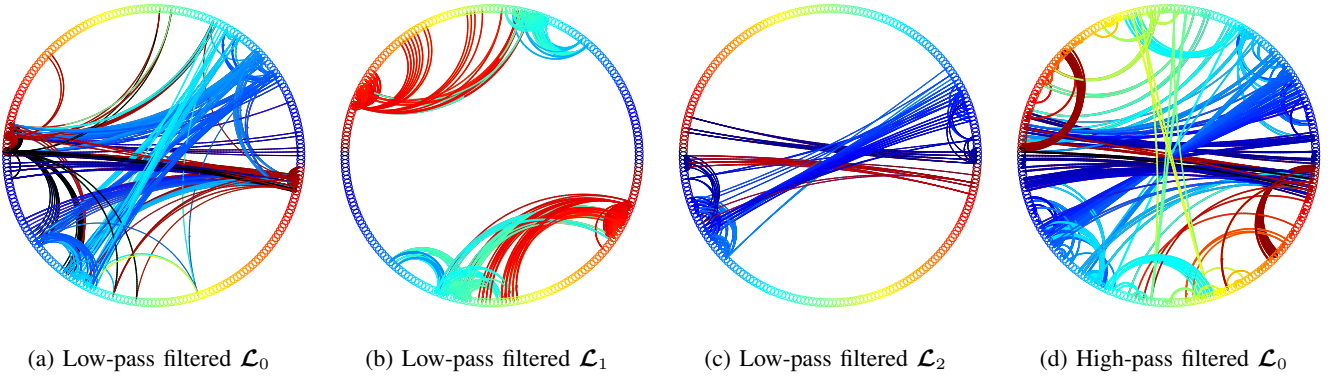 (a) Low-pass filtered 𝓛₀ (b) Low-pass filtered 𝓛₁ (c) Low-pass filtered 𝓛₂ (d) High-pass filtered 𝓛₀